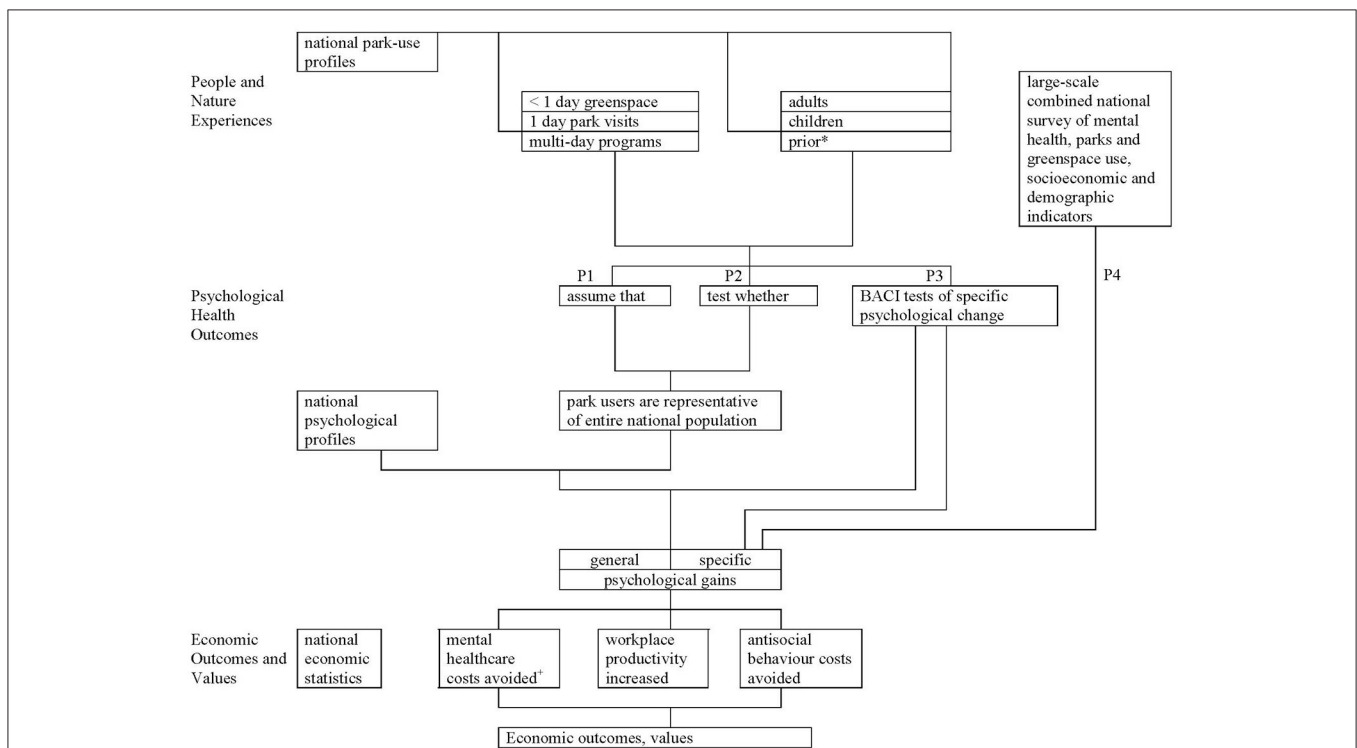 national park-use
profiles
People and
Nature
Experiences
< 1 day greenspace
1 day park visits
multi-day programs
adults
children
prior*
large-scale
combined national
survey of mental
health, parks and
greenspace use,
socioeconomic and
demographic
indicators
P1
P2
P3
P4
Psychological
Health
Outcomes
assume that
test whether
BACI tests of specific
psychological change
national
psychological
profiles
park users are representative
of entire national population
general
specific
psychological gains
Economic
Outcomes and
Values
national
economic
statistics
mental
healthcare
costs avoided⁺
workplace
productivity
increased
antisocial
behaviour costs
avoided
Economic outcomes, values